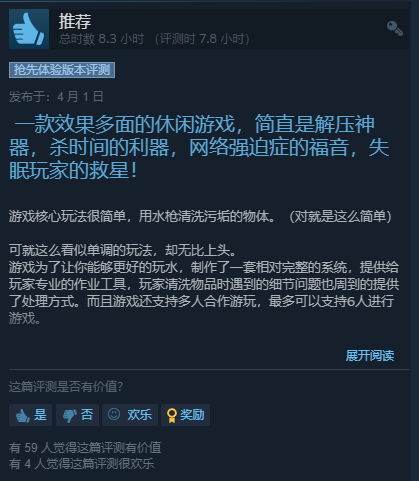 推荐
总时数 8.3 小时 （评测时 7.8 小时）
抢先体验版本评测
发布于：4 月 1 日
一款效果多面的休闲游戏，简直是解压神
器，杀时间的利器，网络强迫症的福音，失
眠玩家的救星！
游戏核心玩法很简单，用水枪清洗污垢的物体。（对就是这么简单）
可就这么看似单调的玩法，却无比上头。
游戏为了让你能够更好的玩水，制作了一套相对完整的系统，提供给
玩家专业的作业工具，玩家清洗物品时遇到的细节问题也周到的提供
了处理方式。而且游戏还支持多人合作游玩，最多可以支持6人进行
游戏。
展开阅读
这篇评测是否有价值？
是 否 欢乐 奖励
有 59 人觉得这篇评测有价值
有 4 人觉得这篇评测很欢乐